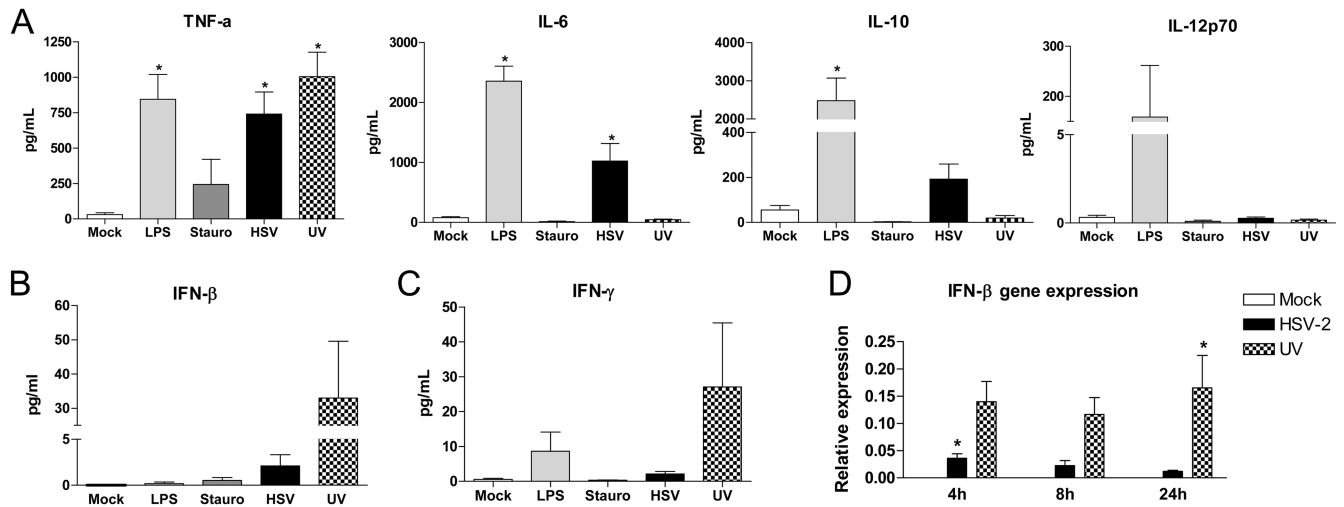 A
TNF-a
pg/mL
1250
1000
750
500
250
0
*
*
*
Mock LPS Stauro HSV UV
IL-6
pg/mL
3000
2000
1000
0
*
*
Mock LPS Stauro HSV UV
IL-10
pg/mL
4000
3000
2000
400
200
0
*
Mock LPS Stauro HSV UV
IL-12p70
pg/mL
300
200
5
0
Mock LPS Stauro HSV UV
B
IFN-β
pg/ml
60
50
40
30
5
0
Mock LPS Stauro HSV UV
C
IFN-γ
pg/mL
50
40
30
20
10
0
Mock LPS Stauro HSV UV
D
IFN-β gene expression
Relative expression
0.25
0.20
0.15
0.10
0.05
0.00
*
*
4h 8h 24h
Mock
HSV-2
UV